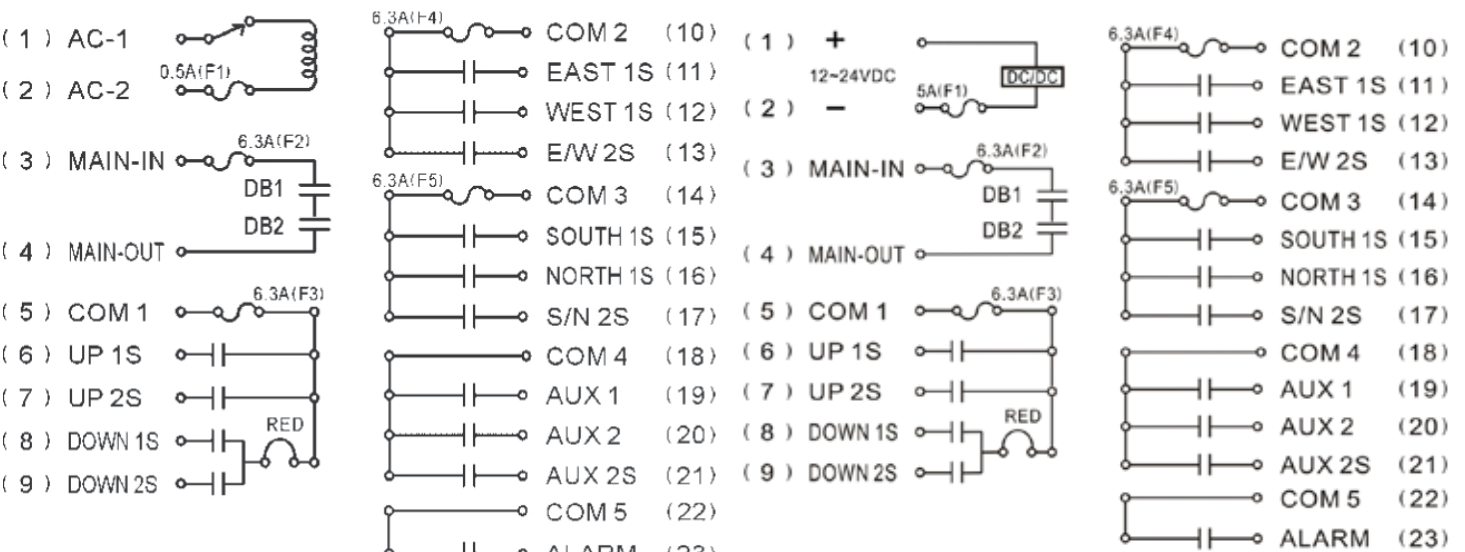 ( 1 ) AC-1
0.5A(F1)
( 2 ) AC-2
6.3A(F2)
( 3 ) MAIN-IN
DB1
DB2
( 4 ) MAIN-OUT
6.3A(F3)
( 5 ) COM 1
( 6 ) UP 1S
( 7 ) UP 2S
RED
( 8 ) DOWN 1S
( 9 ) DOWN 2S
6.3A(F4)
COM 2 (10)
EAST 1S (11)
WEST 1S (12)
E/W 2S (13)
6.3A(F5)
COM 3 (14)
SOUTH 1S (15)
NORTH 1S (16)
S/N 2S (17)
COM 4 (18)
AUX 1 (19)
AUX 2 (20)
AUX 2S (21)
COM 5 (22)
ALARM (23)
( 1 ) +
12~24VDC
DC/DC
5A(F1)
( 2 ) −
6.3A(F2)
( 3 ) MAIN-IN
DB1
DB2
( 4 ) MAIN-OUT
6.3A(F3)
( 5 ) COM 1
( 6 ) UP 1S
( 7 ) UP 2S
RED
( 8 ) DOWN 1S
( 9 ) DOWN 2S
6.3A(F4)
COM 2 (10)
EAST 1S (11)
WEST 1S (12)
E/W 2S (13)
6.3A(F5)
COM 3 (14)
SOUTH 1S (15)
NORTH 1S (16)
S/N 2S (17)
COM 4 (18)
AUX 1 (19)
AUX 2 (20)
AUX 2S (21)
COM 5 (22)
ALARM (23)